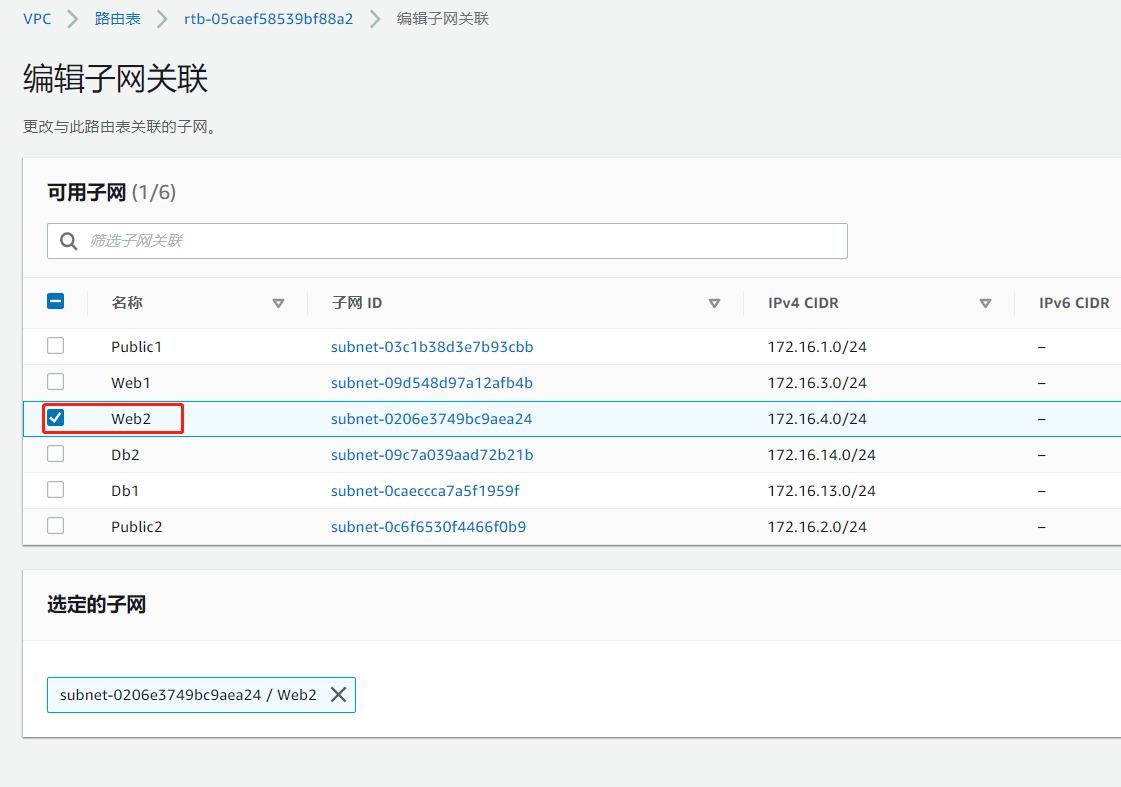 VPC 路由表 rtb-05caef58539bf88a2 编辑子网关联
编辑子网关联
更改与此路由表关联的子网。
可用子网 (1/6)
筛选子网关联
名称 子网 ID IPv4 CIDR IPv6 CIDR
Public1 subnet-03c1b38d3e7b93cbb 172.16.1.0/24 –
Web1 subnet-09d548d97a12afb4b 172.16.3.0/24 –
Web2 subnet-0206e3749bc9aea24 172.16.4.0/24 –
Db2 subnet-09c7a039aad72b21b 172.16.14.0/24 –
Db1 subnet-0caeccca7a5f1959f 172.16.13.0/24 –
Public2 subnet-0c6f6530f4466f0b9 172.16.2.0/24 –
选定的子网
subnet-0206e3749bc9aea24 / Web2